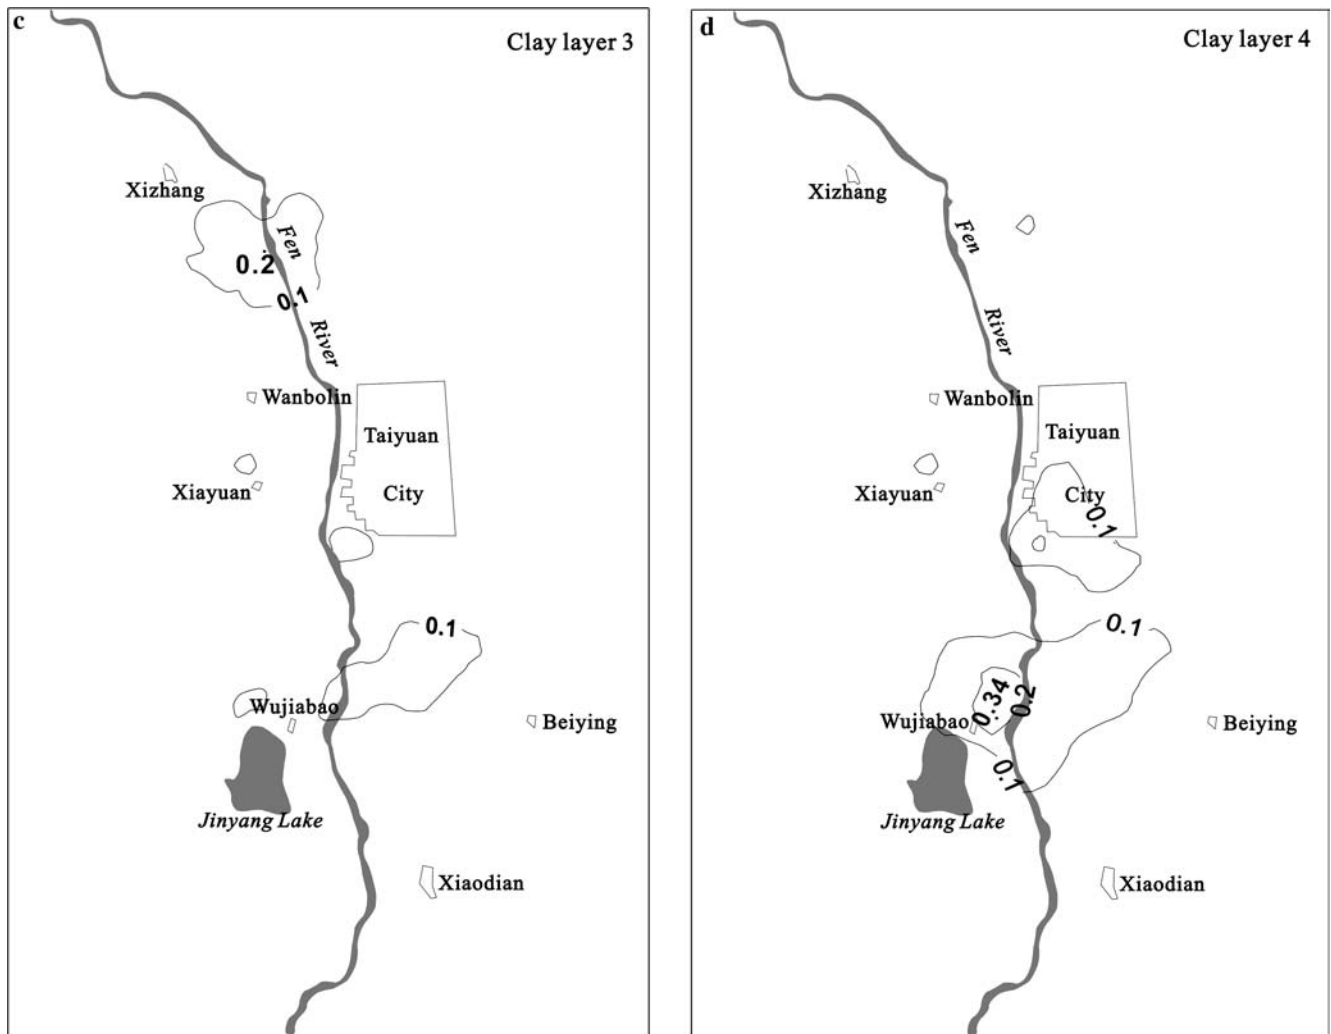 c
Clay layer 3
Xizhang
Fen
0.2
0.1
River
Wanbolin
Taiyuan
City
Xiayuan
0.1
Wujiabao
Beiying
Jinyang Lake
Xiaodian
d
Clay layer 4
Xizhang
Fen
River
Wanbolin
Taiyuan
City
Xiayuan
0.1
0.1
0.34
0.2
Wujiabao
Beiying
0.1
Jinyang Lake
Xiaodian